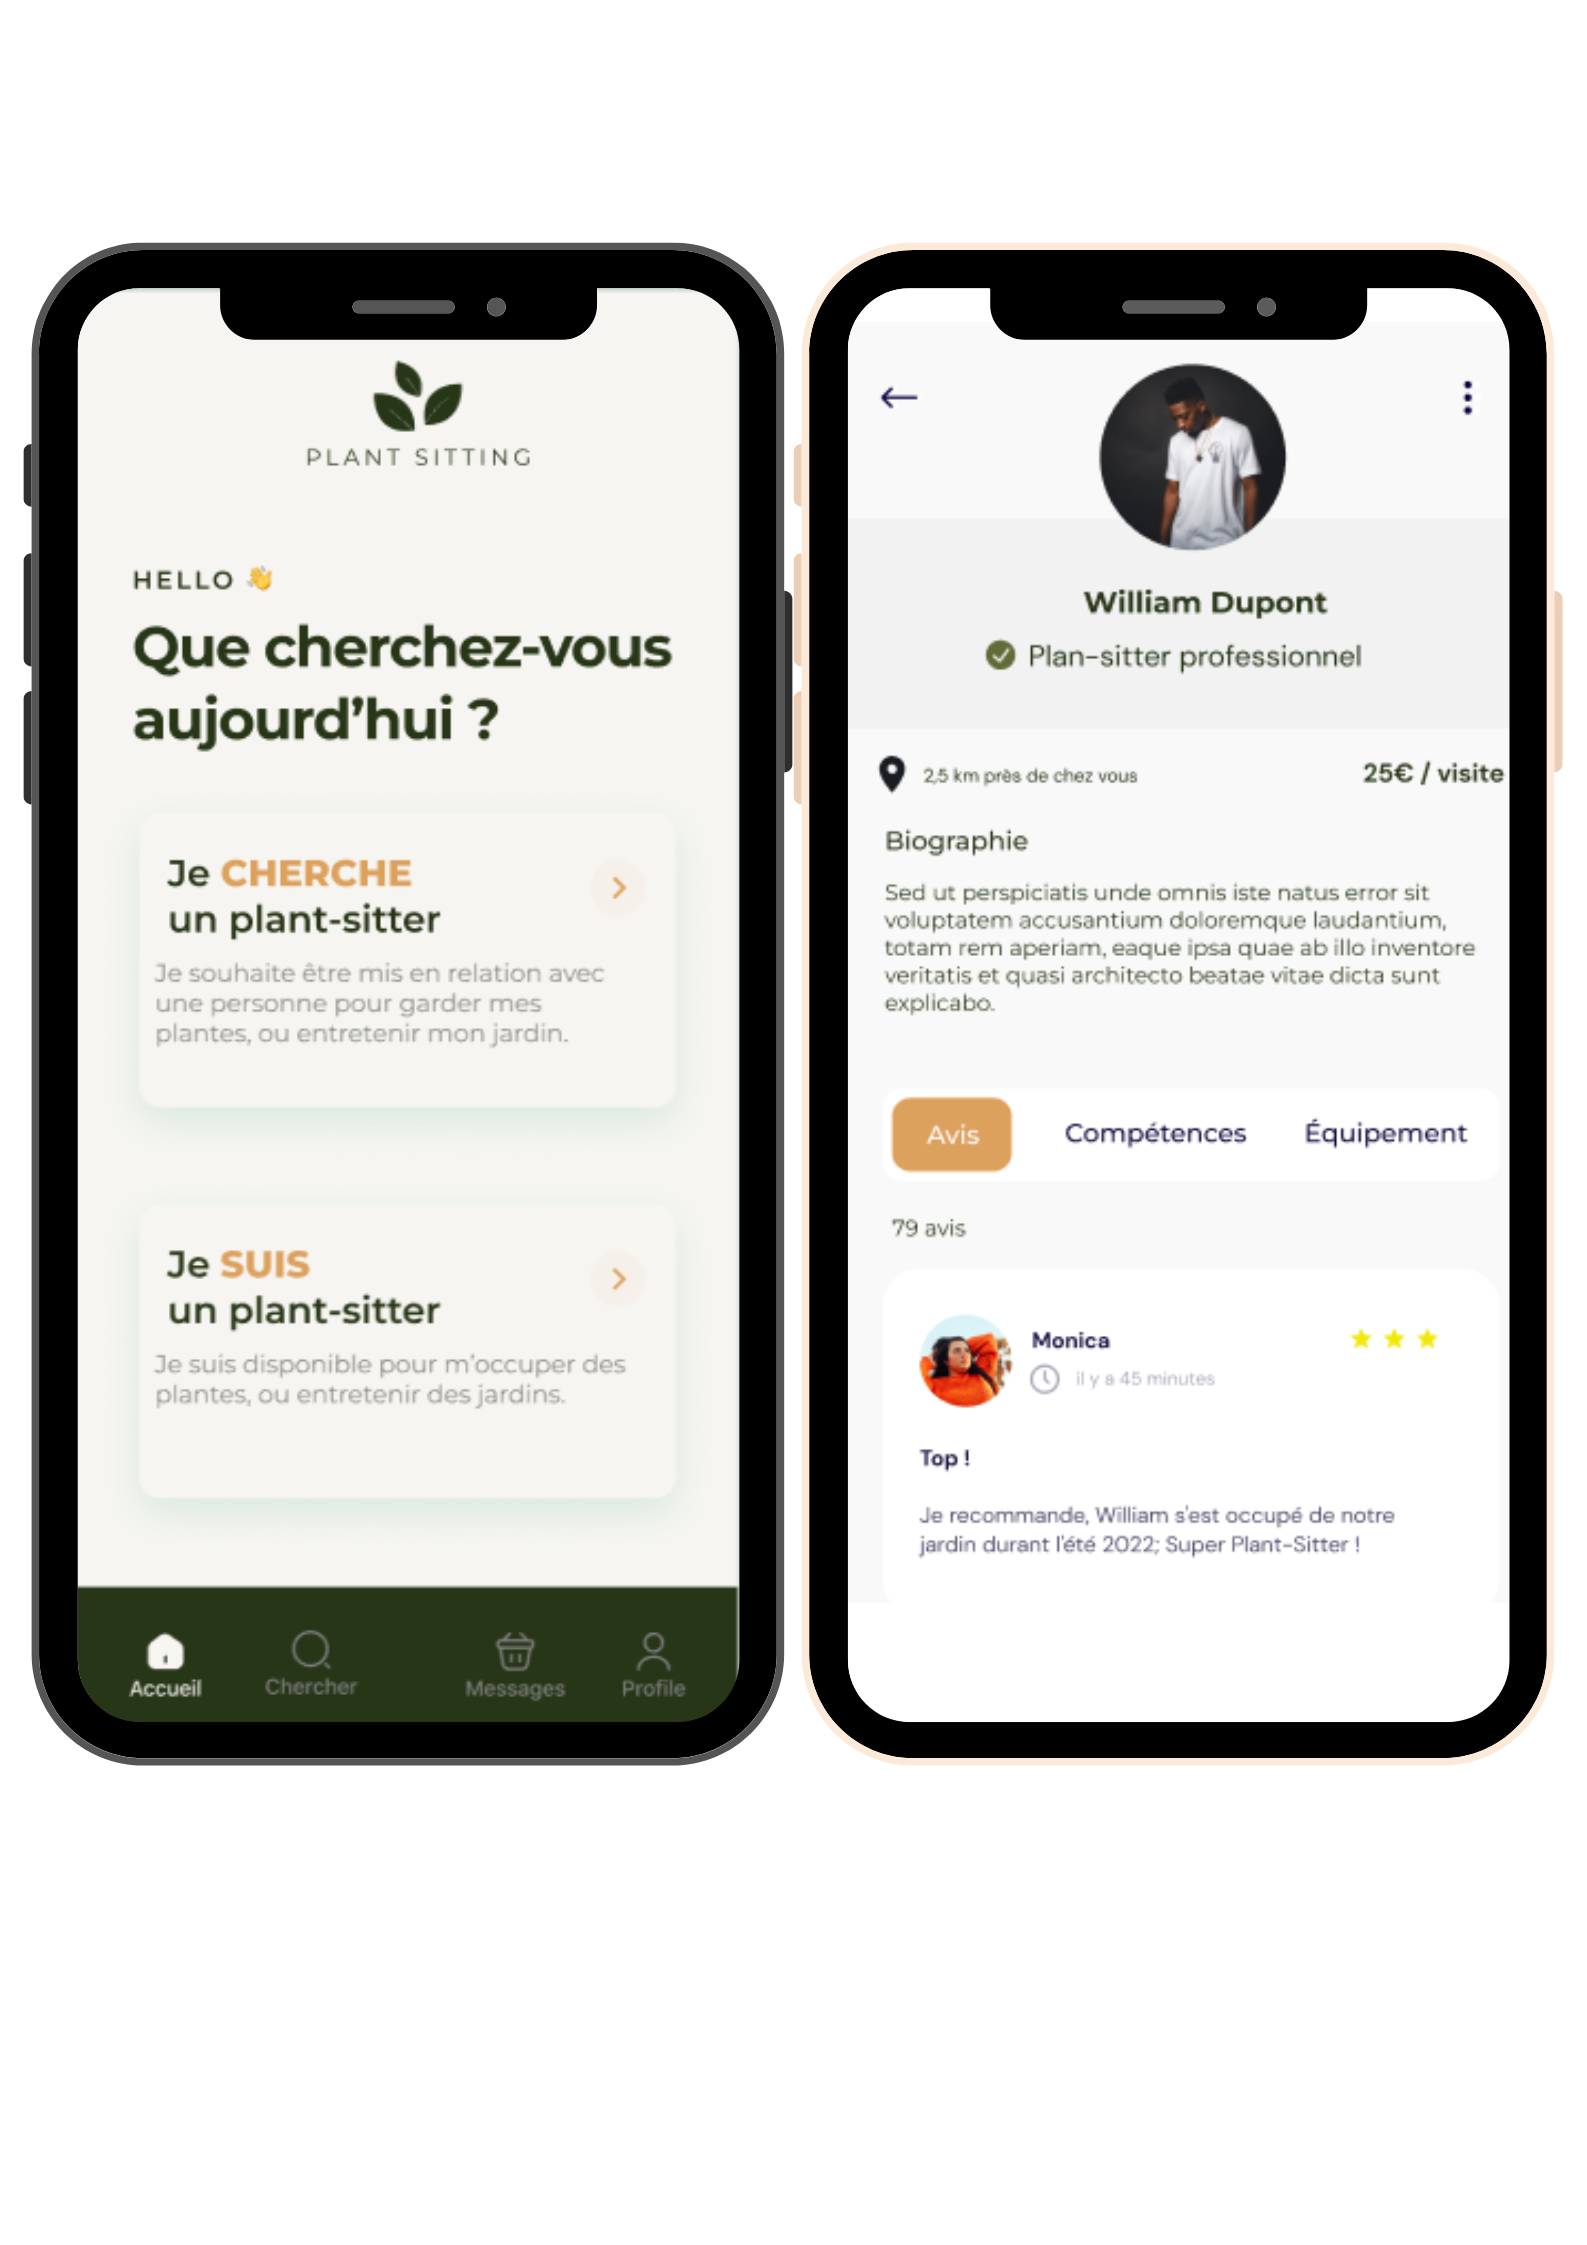 PLANT SITTING
HELLO 👋
Que cherchez-vous
aujourd’hui ?
Je CHERCHE
un plant-sitter
Je souhaite être mis en relation avec
une personne pour garder mes
plantes, ou entretenir mon jardin.
Je SUIS
un plant-sitter
Je suis disponible pour m’occuper des
plantes, ou entretenir des jardins.
Accueil
Chercher
Messages
Profile
William Dupont
Plan-sitter professionnel
2,5 km près de chez vous
25€ / visite
Biographie
Sed ut perspiciatis unde omnis iste natus error sit
voluptatem accusantium doloremque laudantium,
totam rem aperiam, eaque ipsa quae ab illo inventore
veritatis et quasi architecto beatae vitae dicta sunt
explicabo.
Avis
Compétences
Équipement
79 avis
Monica
il y a 45 minutes
Top !
Je recommande, William s'est occupé de notre
jardin durant l'été 2022; Super Plant-Sitter !